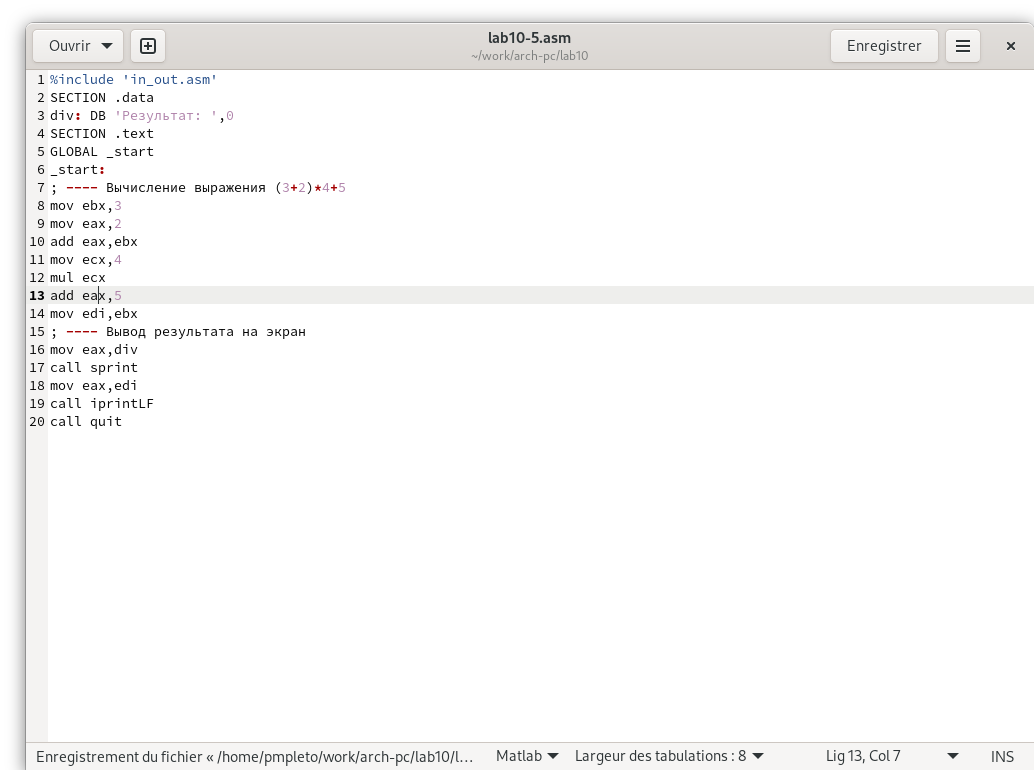 Ouvrir
lab10-5.asm
~/work/arch-pc/lab10
Enregistrer
1 %include 'in_out.asm'
2 SECTION .data
3 div: DB 'Результат: ',0
4 SECTION .text
5 GLOBAL _start
6 _start:
7 ; ---- Вычисление выражения (3+2)*4+5
8 mov ebx,3
9 mov eax,2
10 add eax,ebx
11 mov ecx,4
12 mul ecx
13 add eax,5
14 mov edi,ebx
15 ; ---- Вывод результата на экран
16 mov eax,div
17 call sprint
18 mov eax,edi
19 call iprintLF
20 call quit
Enregistrement du fichier « /home/pmpleto/work/arch-pc/lab10/l… Matlab Largeur des tabulations : 8 Lig 13, Col 7 INS